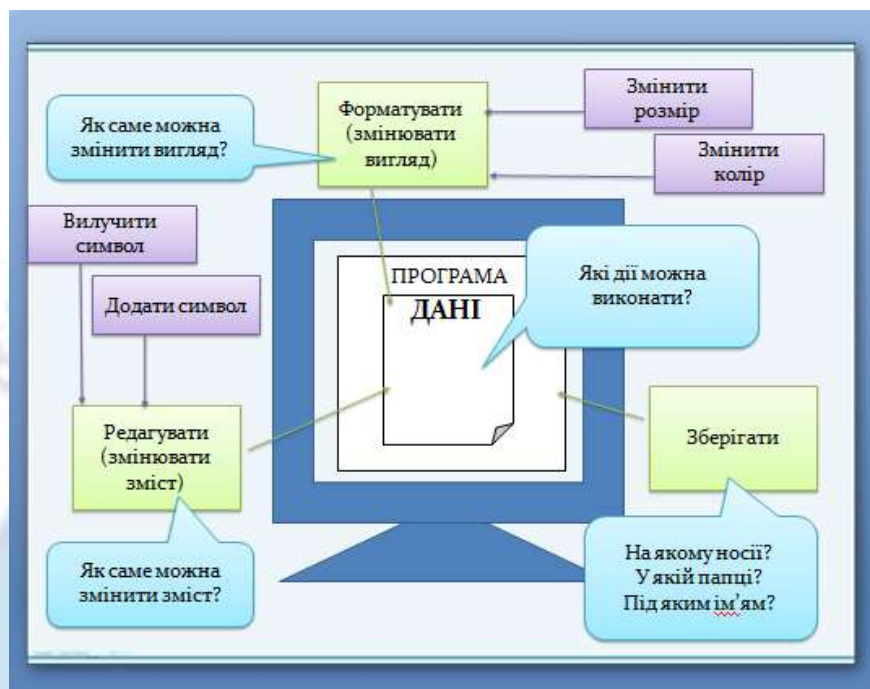 Змінити
розмір
Форматувати
(змінювати
вигляд)
Як саме можна
змінити вигляд?
Змінити
колір
Вилучити
символ
ПРОГРАМА
ДАНІ
Які дії можна
виконати?
Додати символ
Редагувати
(змінювати
зміст)
Зберігати
Як саме можна
змінити зміст?
На якому носії?
У якій папці?
Під яким ім’ям?